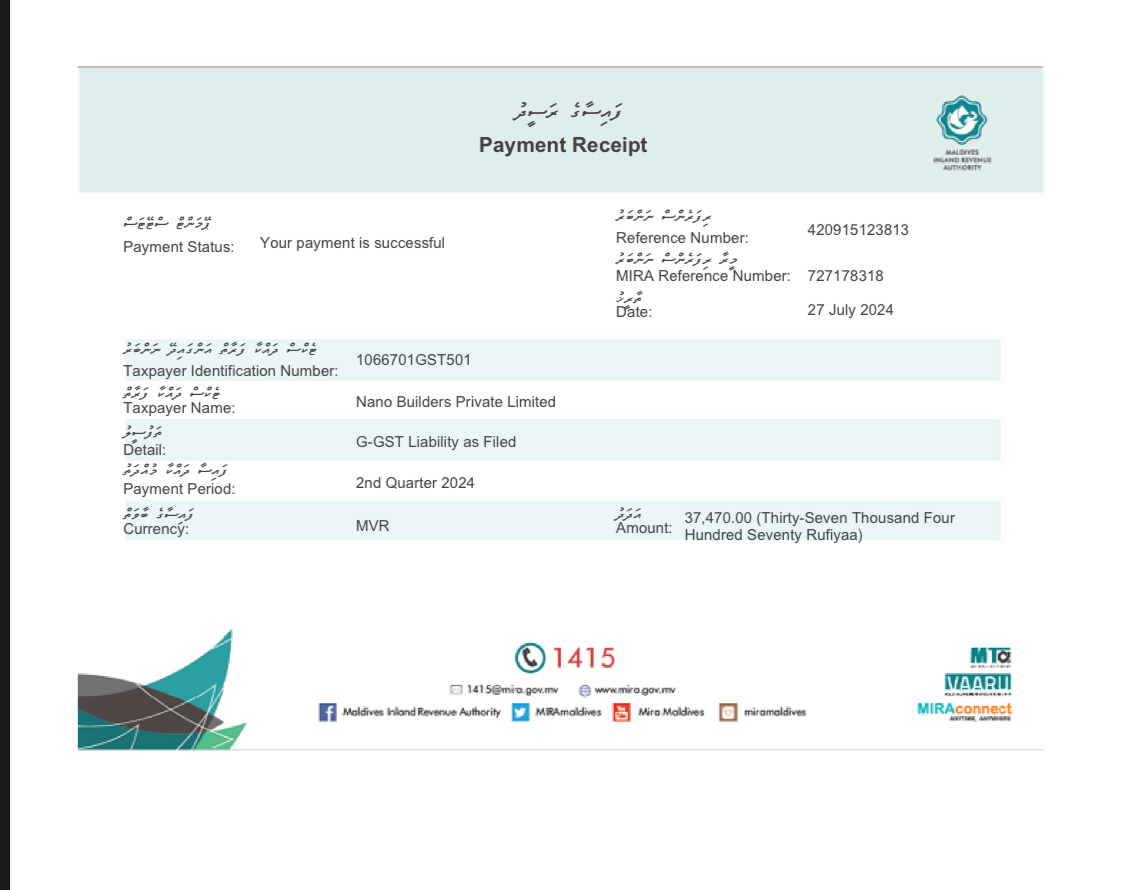 ފައިސާގެ ރަސީދު
Payment Receipt
MALDIVES
INLAND REVENUE
AUTHORITY
ޕޭމަންޓް ސްޓޭޓަސް
Payment Status: Your payment is successful
ރިފަރެންސް ނަންބަރު
Reference Number: 420915123813
މީރާ ރިފަރެންސް ނަންބަރު
MIRA Reference Number: 727178318
ތާރީޚު
Date: 27 July 2024
ޓެކްސް ދައްކާ ފަރާތް އަންގައިދޭ ނަންބަރު
Taxpayer Identification Number: 1066701GST501
ޓެކްސް ދައްކާ ފަރާތް
Taxpayer Name: Nano Builders Private Limited
ތަފުސީލު
Detail: G-GST Liability as Filed
ފައިސާ ދައްކާ މުއްދަތު
Payment Period: 2nd Quarter 2024
ފައިސާގެ ބާވަތް
Currency: MVR
އަދަދު
Amount: 37,470.00 (Thirty-Seven Thousand Four
Hundred Seventy Rufiyaa)
1415
1415@mira.gov.mv www.mira.gov.mv
Maldives Inland Revenue Authority MIRAmaldives Mira Maldives miramaldives
MTa
VAARU
MIRAconnect
ANYTIME, ANYWHERE